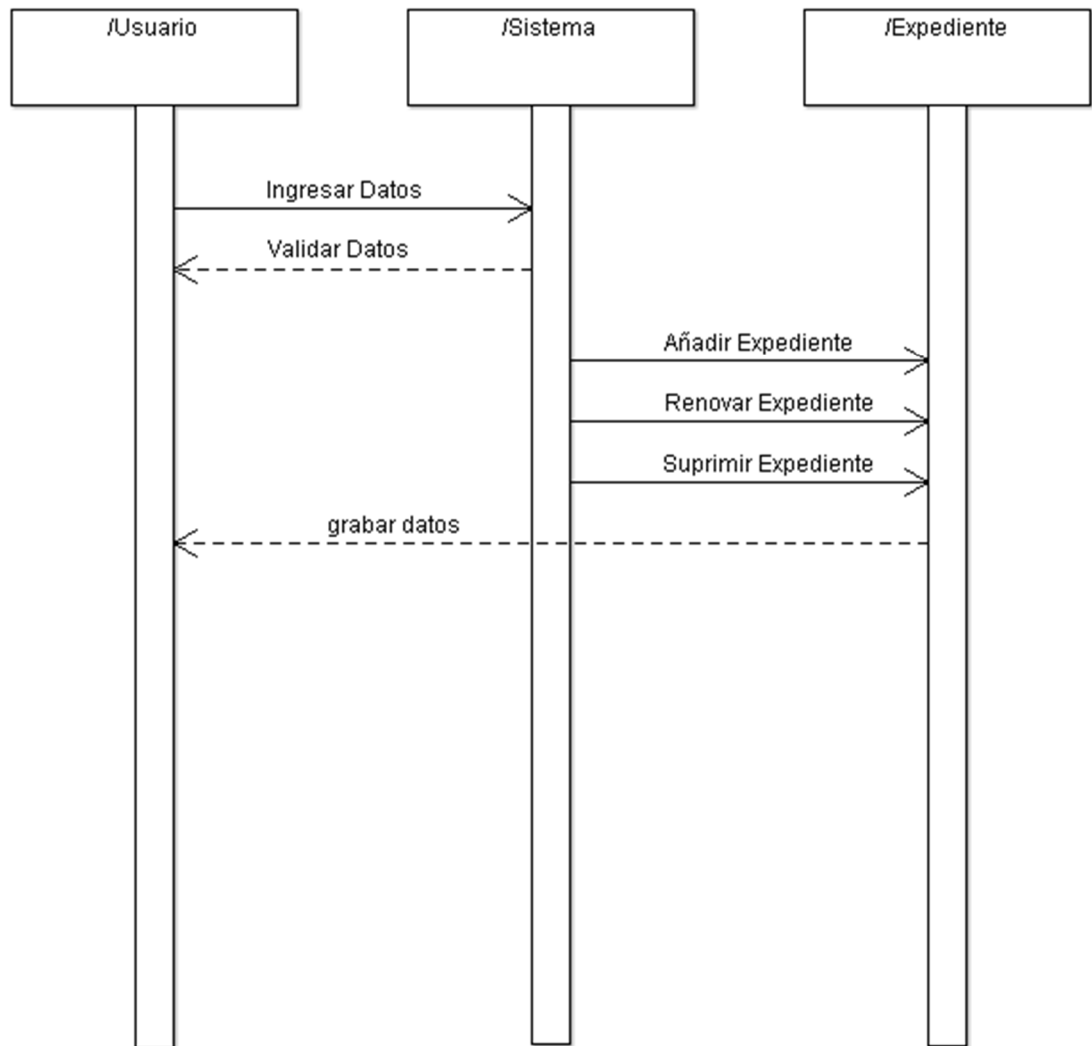 /Usuario
/Sistema
/Expediente
Ingresar Datos
Validar Datos
Añadir Expediente
Renovar Expediente
Suprimir Expediente
grabar datos